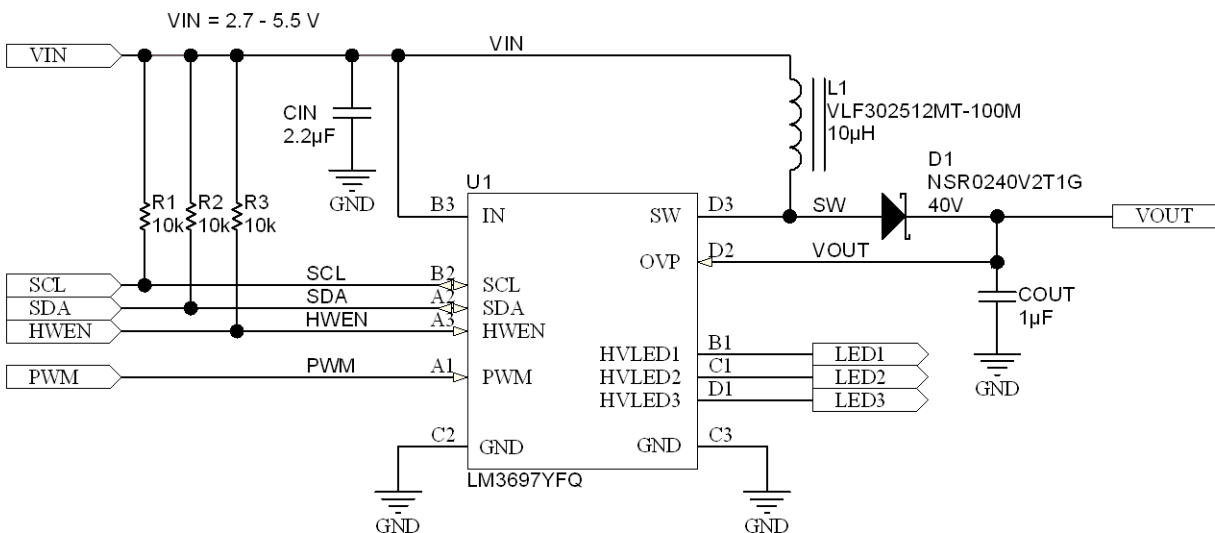 VIN = 2.7 - 5.5 V
VIN
VIN
L1
VLF302512MT-100M
10µH
CIN
2.2µF
GND
D1
NSR0240V2T1G
40V
R1
10k
R2
10k
R3
10k
U1
B3
IN
SW
D3
SW
VOUT
OVP
D2
VOUT
SCL
SCL
B2
SCL
SDA
SDA
A2
SDA
HWEN
HWEN
A3
HWEN
COUT
1µF
GND
HVLED1
B1
LED1
HVLED2
C1
LED2
HVLED3
D1
LED3
PWM
PWM
A1
PWM
C2
GND
GND
C3
LM3697YFQ
GND
GND